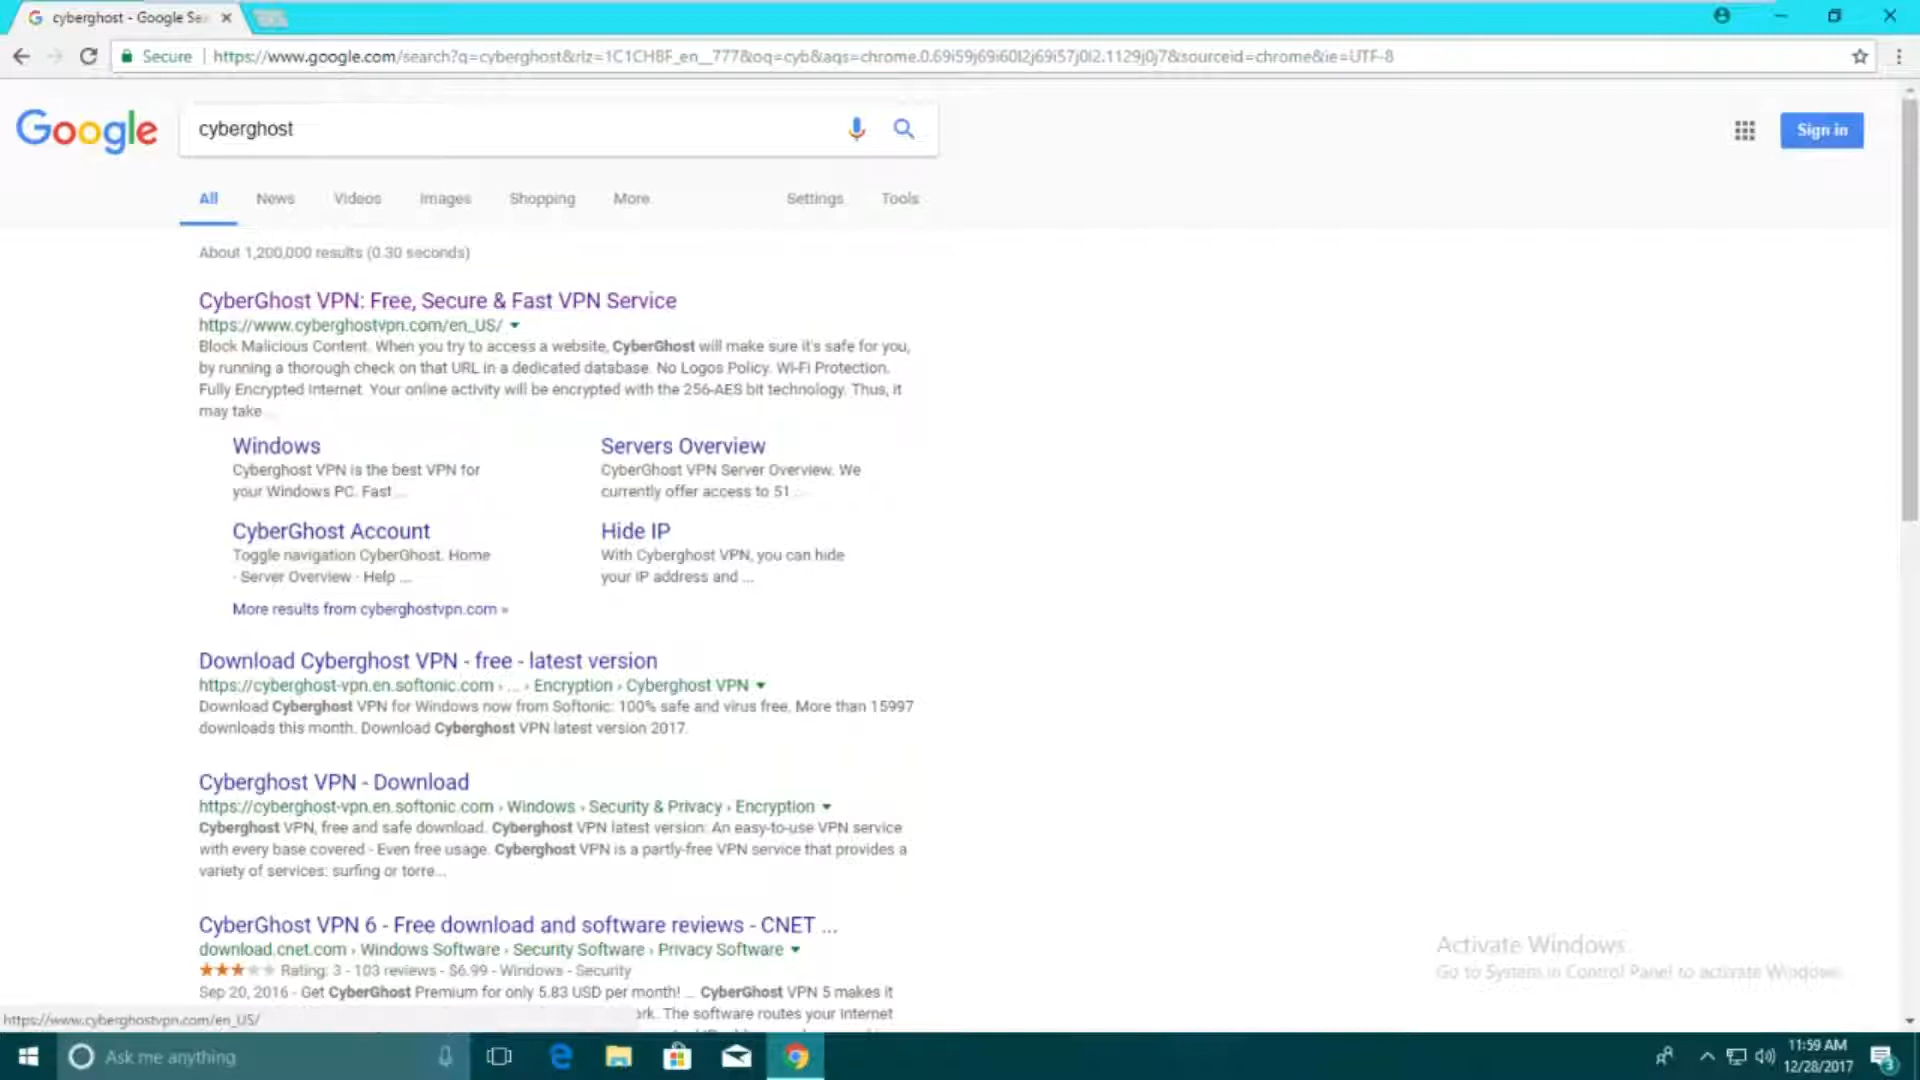 cyberghost - Google Sea
Secure
https://www.google.com/search?q=cyberghost&rlz=1C1CHBF_en__777&oq=cyb&aqs=chrome.0.69i59j69i60l2j69i57j0l2.1129j0j7&sourceid=chrome&ie=UTF-8
Google
cyberghost
Sign in
All News Videos Images Shopping More Settings Tools
About 1,200,000 results (0.30 seconds)
CyberGhost VPN: Free, Secure & Fast VPN Service
https://www.cyberghostvpn.com/en_US/
Block Malicious Content. When you try to access a website, CyberGhost will make sure it's safe for you,
by running a thorough check on that URL in a dedicated database. No Logos Policy. Wi-Fi Protection.
Fully Encrypted Internet. Your online activity will be encrypted with the 256-AES bit technology. Thus, it
may take ...
Windows
Cyberghost VPN is the best VPN for
your Windows PC. Fast ...
Servers Overview
CyberGhost VPN Server Overview. We
currently offer access to 51 ...
CyberGhost Account
Toggle navigation CyberGhost. Home
· Server Overview · Help ...
Hide IP
With Cyberghost VPN, you can hide
your IP address and ...
More results from cyberghostvpn.com »
Download Cyberghost VPN - free - latest version
https://cyberghost-vpn.en.softonic.com › ... › Encryption › Cyberghost VPN
Download Cyberghost VPN for Windows now from Softonic: 100% safe and virus free. More than 15997
downloads this month. Download Cyberghost VPN latest version 2017.
Cyberghost VPN - Download
https://cyberghost-vpn.en.softonic.com › Windows › Security & Privacy › Encryption
Cyberghost VPN, free and safe download. Cyberghost VPN latest version: An easy-to-use VPN service
with every base covered - Even free usage. Cyberghost VPN is a partly-free VPN service that provides a
variety of services: surfing or torre...
CyberGhost VPN 6 - Free download and software reviews - CNET ...
download.cnet.com › Windows Software › Security Software › Privacy Software
Rating: 3 - 103 reviews - $6.99 - Windows - Security
Sep 20, 2016 - Get CyberGhost Premium for only 5.83 USD per month! ... CyberGhost VPN 5 makes it
ork. The software routes your Internet
Activate Windows
Go to System in Control Panel to activate Windows.
https://www.cyberghostvpn.com/en_US/
Ask me anything
11:59 AM
12/28/2017
3